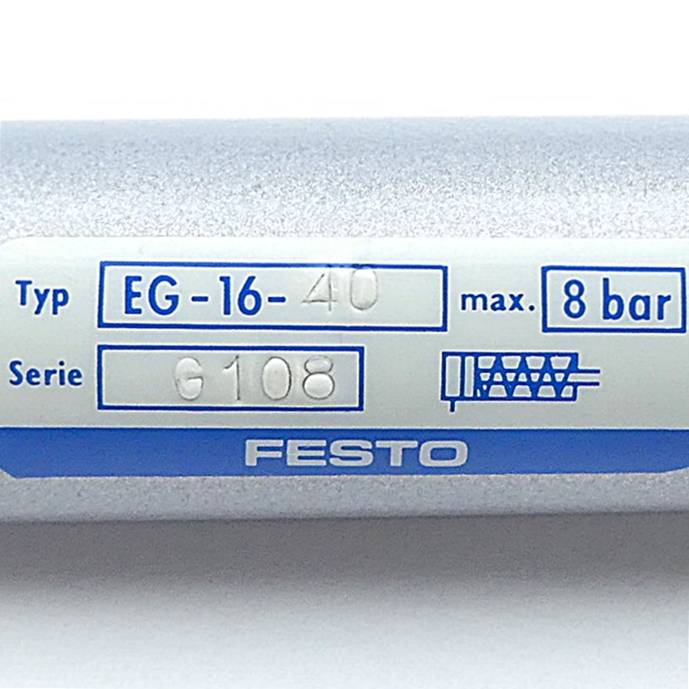 Typ EG-16-40 max. 8 bar
Serie G108
FESTO